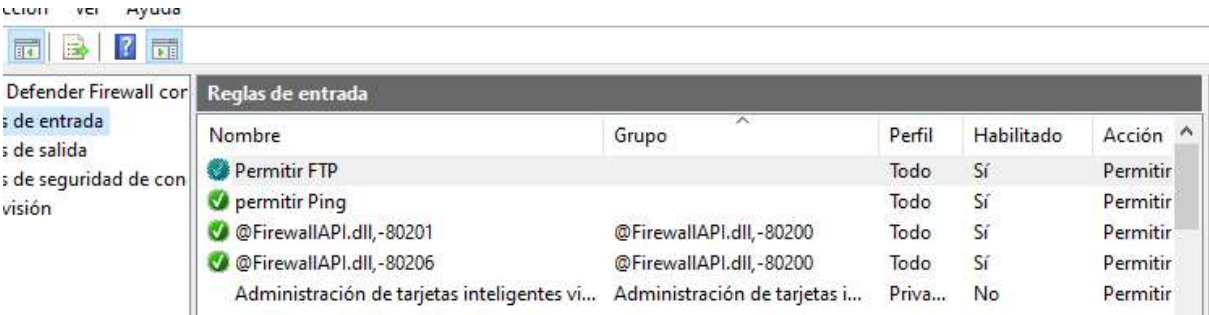 cción Ver Ayuda
Defender Firewall cor
s de entrada
s de salida
s de seguridad de con
visión
Reglas de entrada
Nombre Grupo Perfil Habilitado Acción
Permitir FTP Todo Sí Permitir
permitir Ping Todo Sí Permitir
@FirewallAPI.dll,-80201 @FirewallAPI.dll,-80200 Todo Sí Permitir
@FirewallAPI.dll,-80206 @FirewallAPI.dll,-80200 Todo Sí Permitir
Administración de tarjetas inteligentes vi... Administración de tarjetas i... Priva... No Permitir